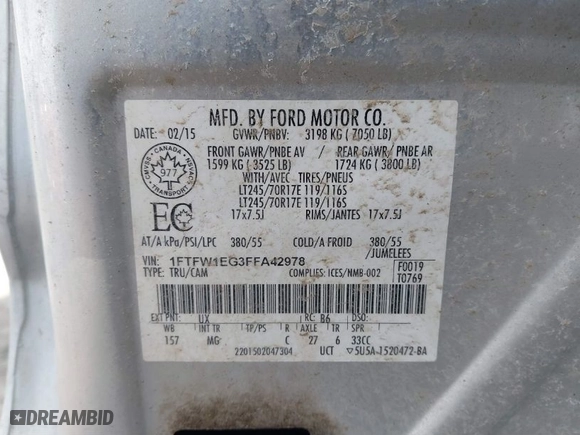 MFD. BY FORD MOTOR CO.
DATE: 02/15 GVWR/PNBV: 3198 KG ( 7050 LB)
FRONT GAWR/PNBE AV / REAR GAWR/ PNBE AR
1599 KG ( 3525 LB) / 1724 KG ( 3800 LB)
WITH/AVEC TIRES/PNEUS
LT245/70R17E 119/116S
LT245/70R17E 119/116S
17x7.5J RIMS/JANTES 17x7.5J
CMVSS • CANADA • NSVAC
977
TRANSPORT
EC
AT/A kPa/PSI/LPC 380/55 COLD/A FROID 380/55
/JUMELEES
VIN: 1FTFW1EG3FFA42978
TYPE: TRU/CAM COMPLIES: ICES/NMB-002
F0019
T0769
EXT PNT: UX RC: B6 DSO:
WB INT TR TP/PS R AXLE TR SPR
157 MG C 27 6 33CC
2201502047304 UCT ▽5U5A-1520472-BA
DREAMBID